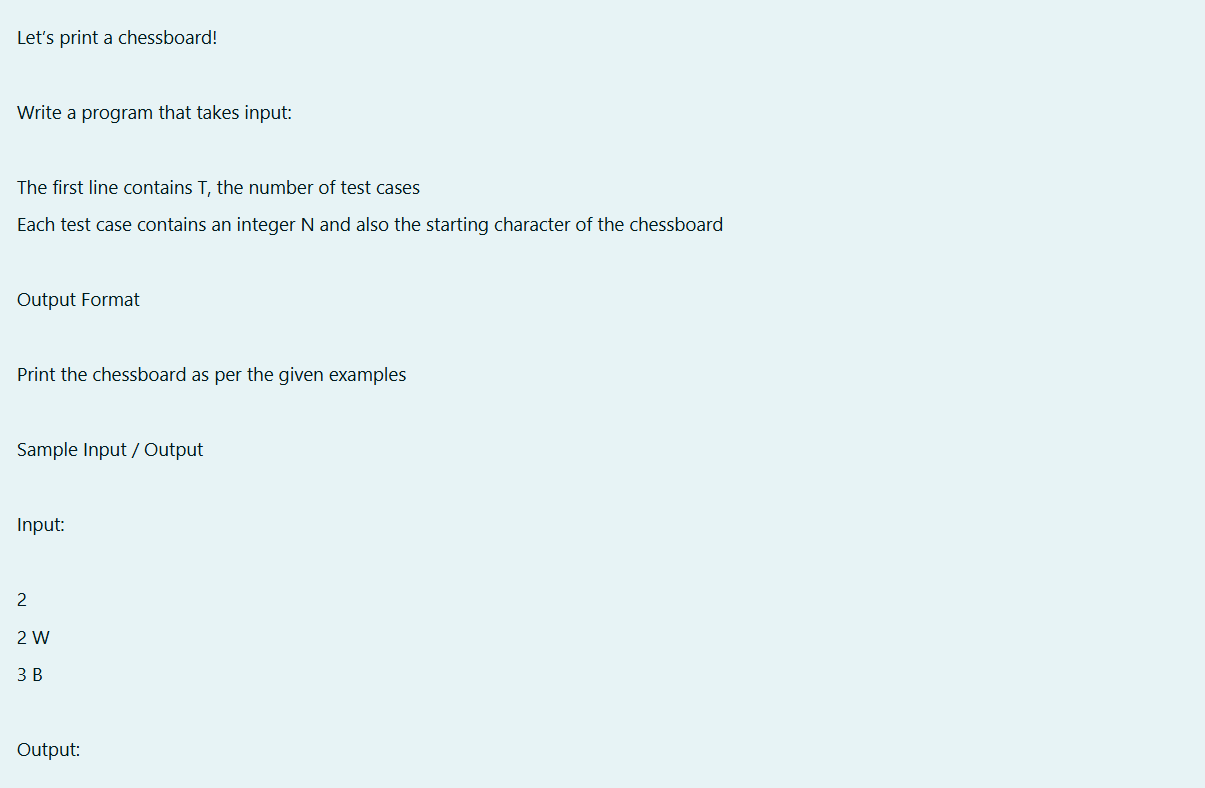 Let’s print a chessboard!
Write a program that takes input:
The first line contains T, the number of test cases
Each test case contains an integer N and also the starting character of the chessboard
Output Format
Print the chessboard as per the given examples
Sample Input / Output
Input:
2
2 W
3 B
Output: